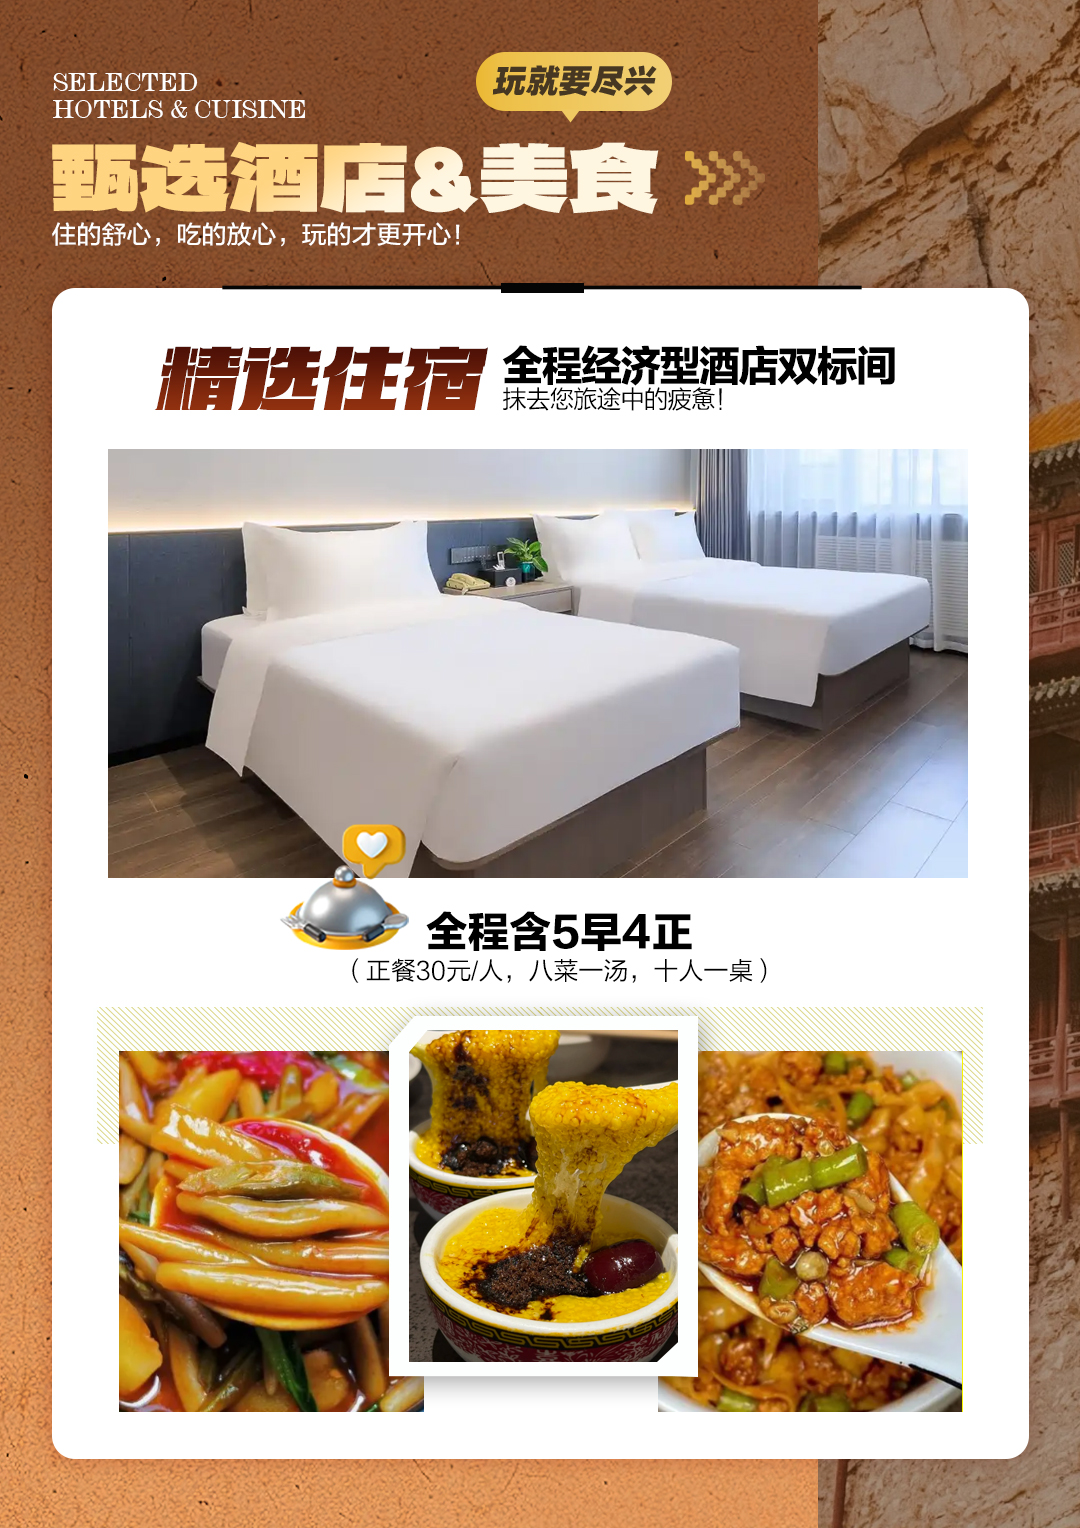 SELECTED
HOTELS & CUISINE
玩就要尽兴
甄选酒店&美食
住的舒心，吃的放心，玩的才更开心！
精选住宿
全程经济型酒店双标间
抹去您旅途中的疲惫！
全程含5早4正
（正餐30元/人，八菜一汤，十人一桌）